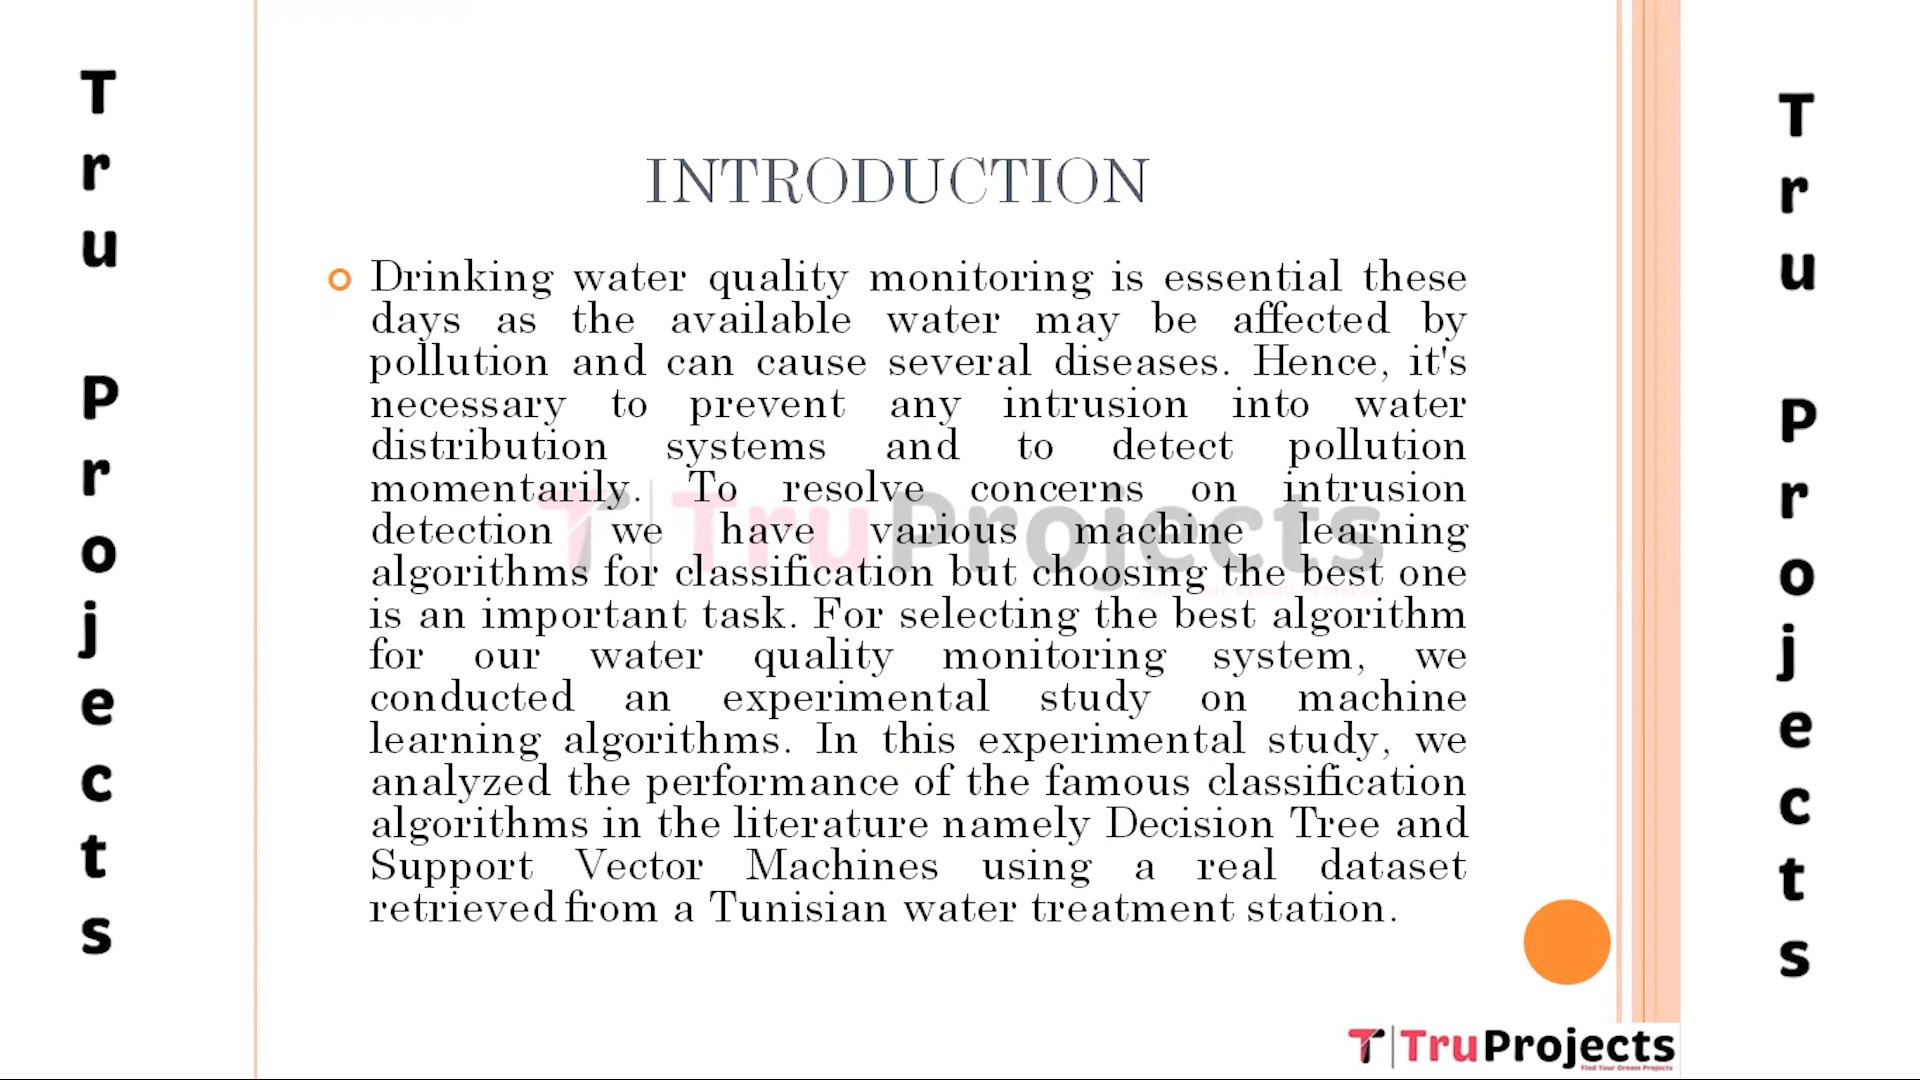 Tru Projects
INTRODUCTION
Drinking water quality monitoring is essential these
days as the available water may be affected by
pollution and can cause several diseases. Hence, it's
necessary to prevent any intrusion into water
distribution systems and to detect pollution
momentarily. To resolve concerns on intrusion
detection we have various machine learning
algorithms for classification but choosing the best one
is an important task. For selecting the best algorithm
for our water quality monitoring system, we
conducted an experimental study on machine
learning algorithms. In this experimental study, we
analyzed the performance of the famous classification
algorithms in the literature namely Decision Tree and
Support Vector Machines using a real dataset
retrieved from a Tunisian water treatment station.
TruProjects
Tru Projects
TruProjects
Find Your Dream Projects